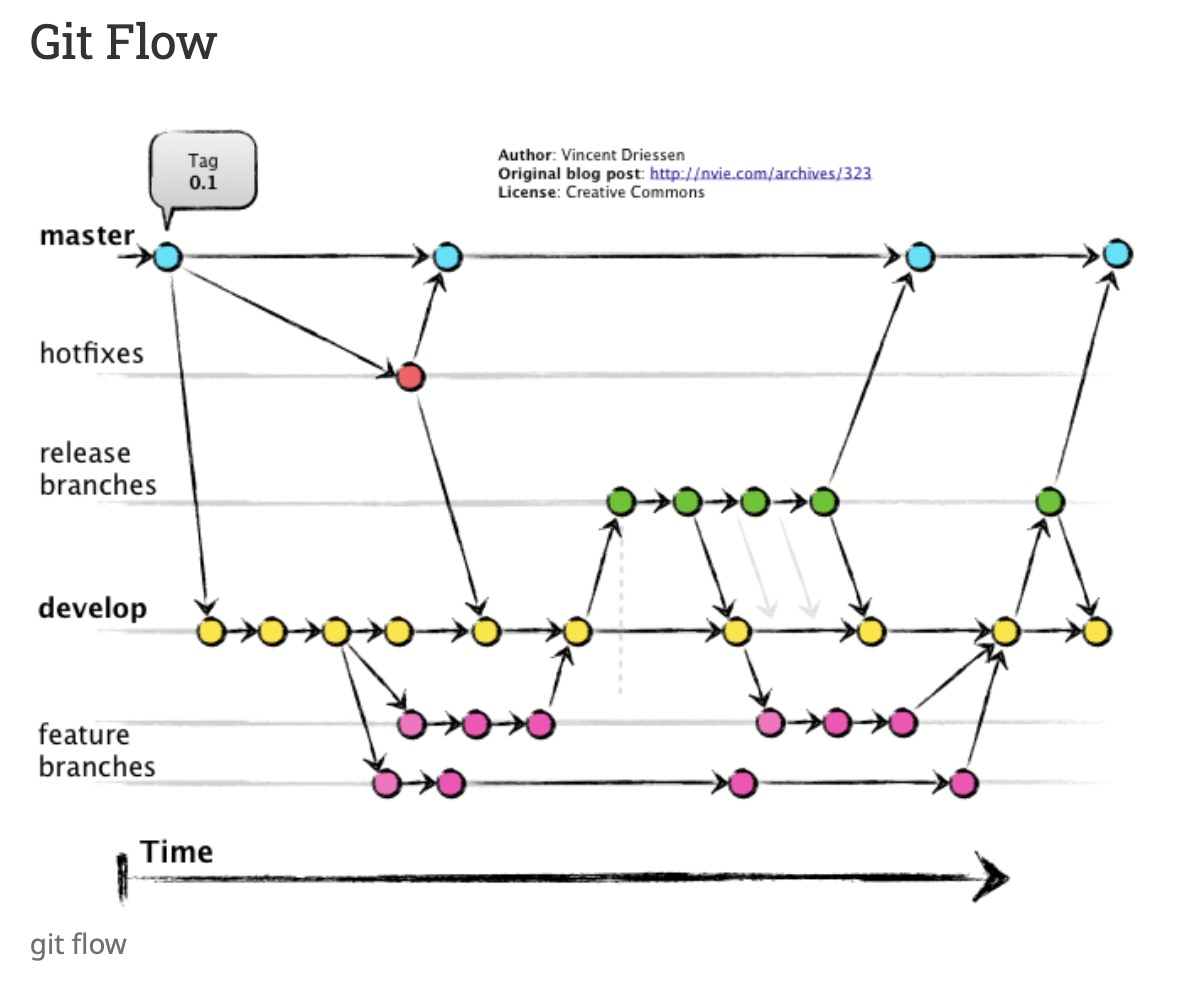 Git Flow
Tag
0.1
Author: Vincent Driessen
Original blog post: http://nvie.com/archives/323
License: Creative Commons
master
hotfixes
release
branches
develop
feature
branches
Time
git flow